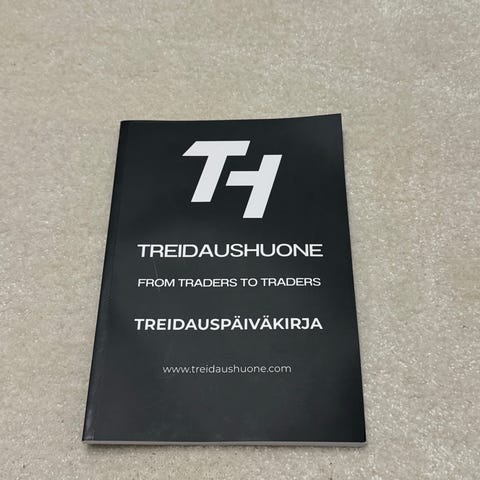 TH
TREIDAUSHUONE
FROM TRADERS TO TRADERS
TREIDAUSPÄIVÄKIRJA
www.treidaushuone.com